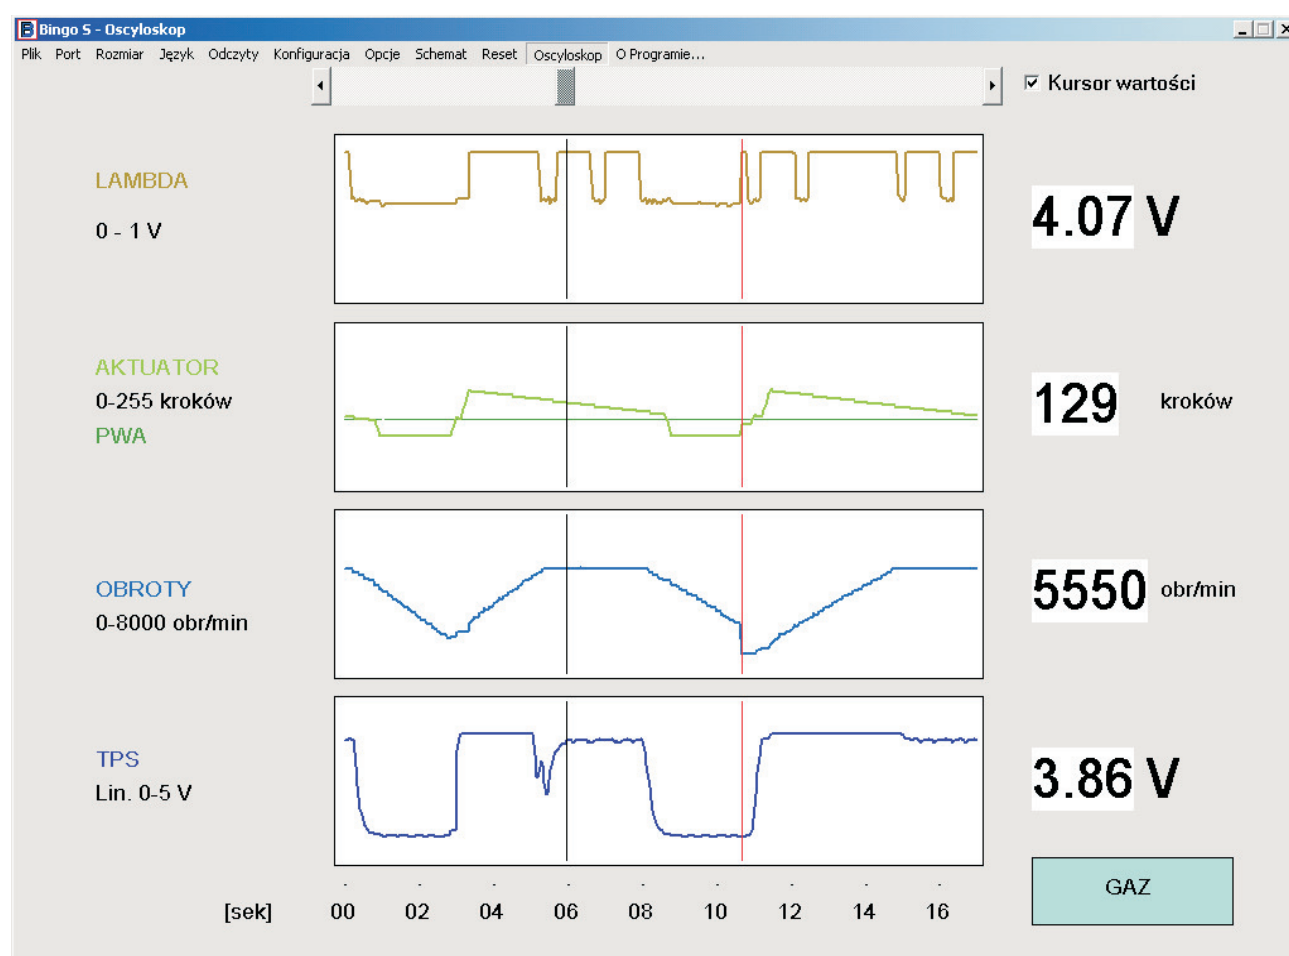 Bingo S - Oscyloskop
Plik Port Rozmiar Język Odczyty Konfiguracja Opcje Schemat Reset Oscyloskop O Programie...
Kursor wartości
LAMBDA
0 - 1 V
4.07 V
AKTUATOR
0-255 kroków
PWA
129 kroków
OBROTY
0-8000 obr/min
5550 obr/min
TPS
Lin. 0-5 V
3.86 V
GAZ
[sek] 00 02 04 06 08 10 12 14 16